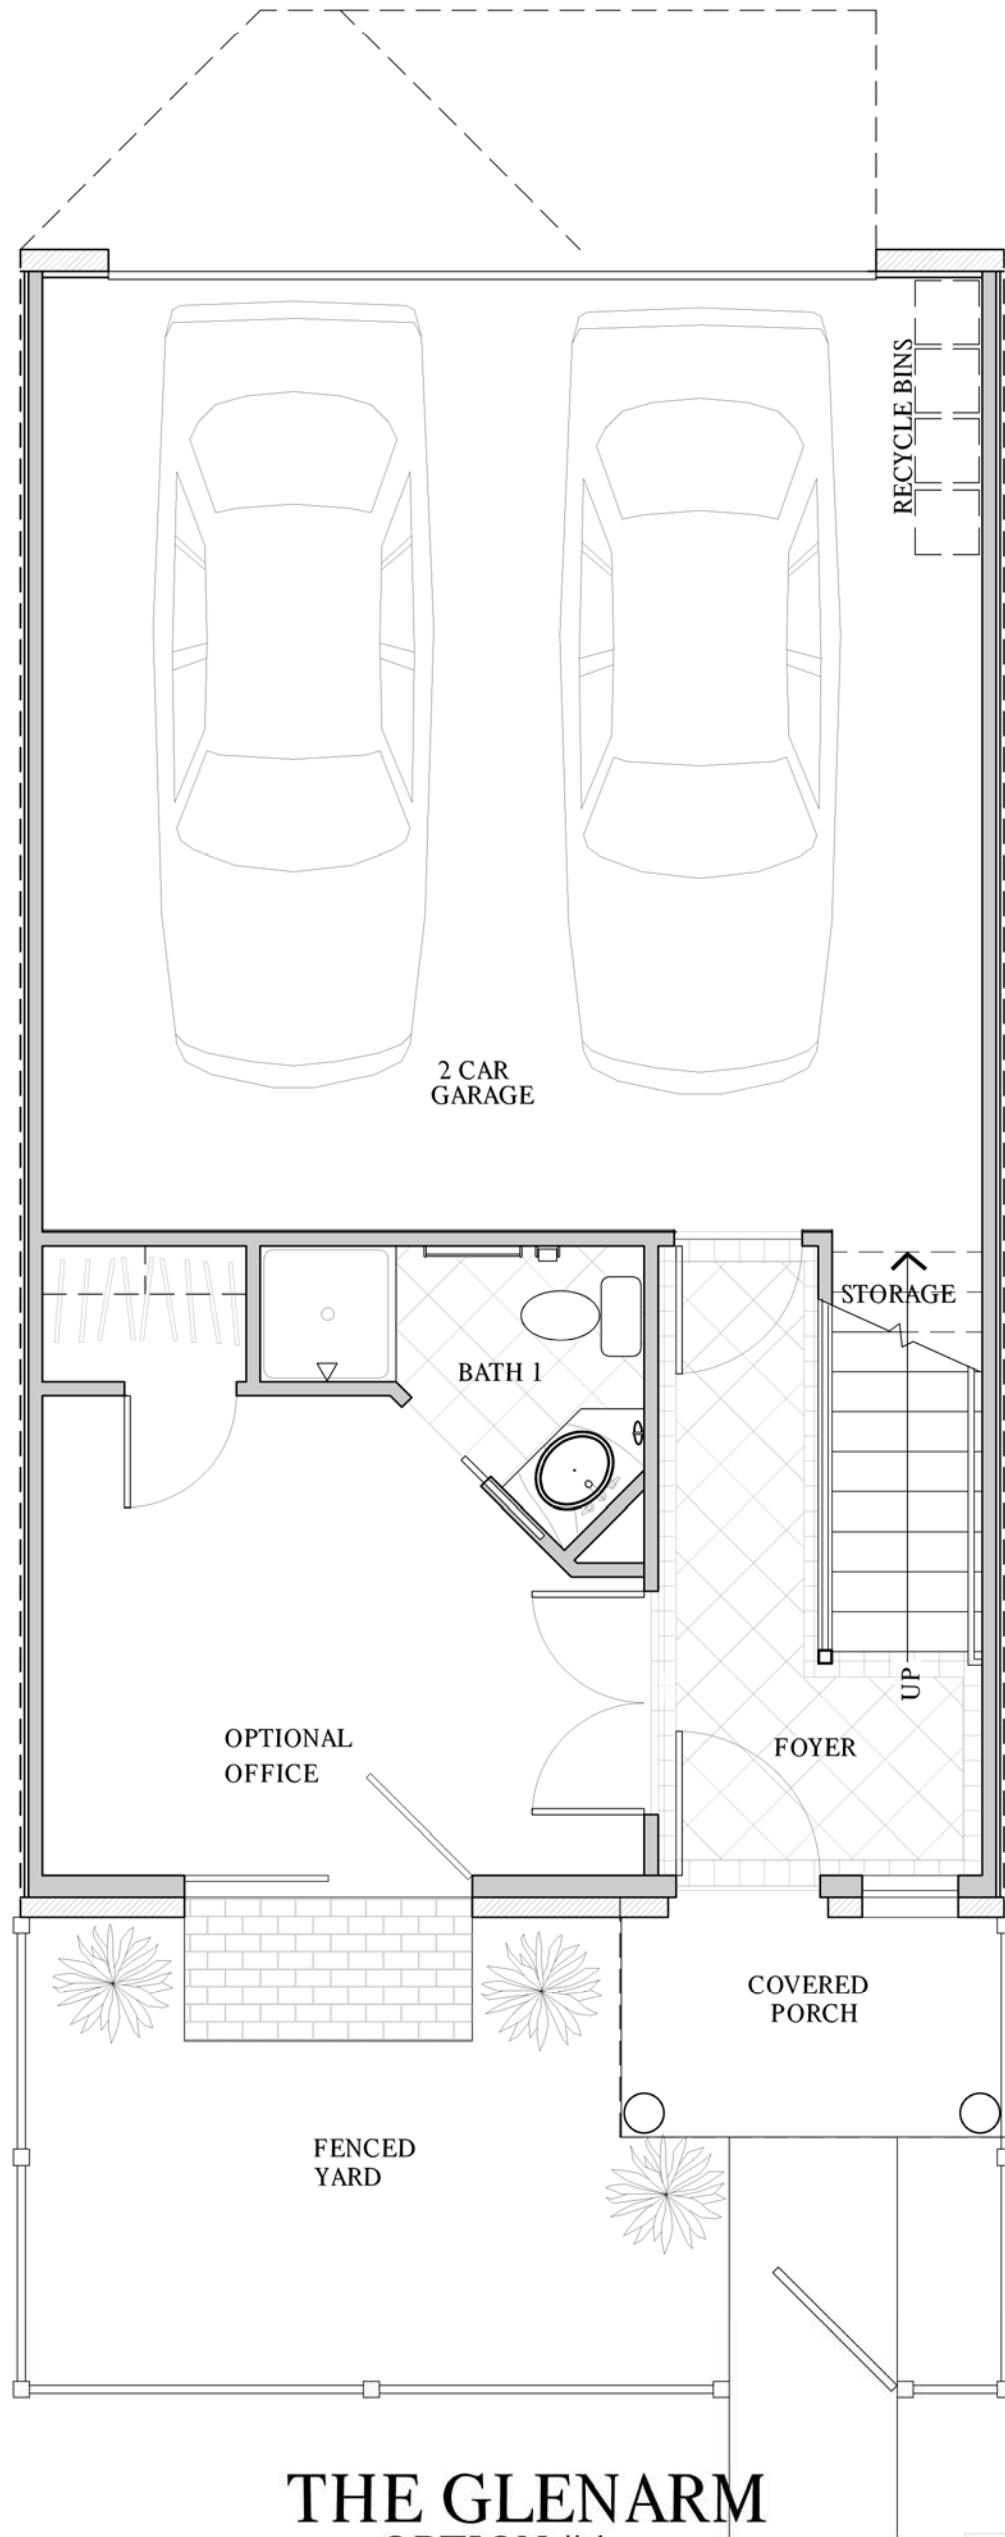 RECYCLE BINS
2 CAR
GARAGE
STORAGE
BATH 1
UP
OPTIONAL
OFFICE
FOYER
COVERED
PORCH
FENCED
YARD
THE GLENARM